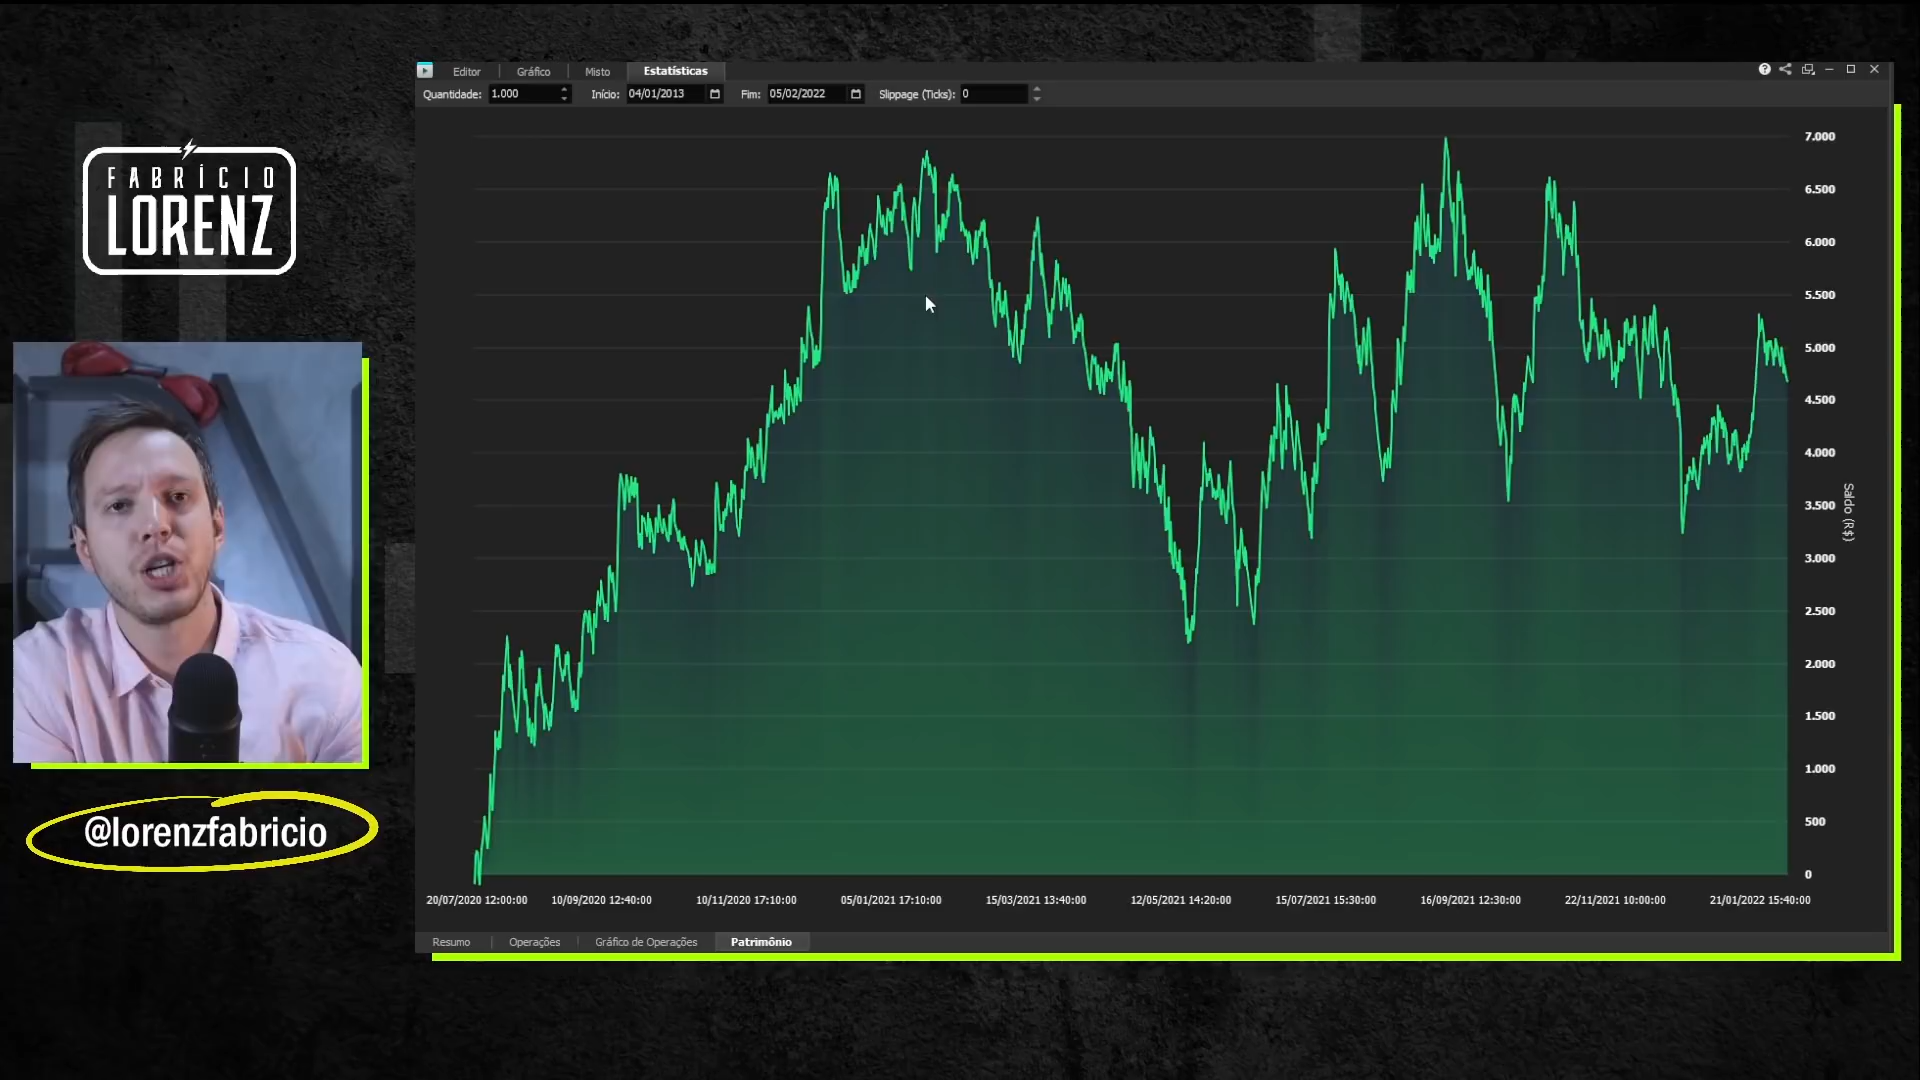 FABRÍCIO
LORENZ
@lorenzfabricio
Editor
Gráfico
Misto
Estatísticas
Quantidade: 1.000
Início: 04/01/2013
Fim: 05/02/2022
Slippage (Ticks): 0
7.000
6.500
6.000
5.500
5.000
4.500
4.000
3.500
3.000
2.500
2.000
1.500
1.000
500
0
Saldo (R$)
20/07/2020 12:00:00
10/09/2020 12:40:00
10/11/2020 17:10:00
05/01/2021 17:10:00
15/03/2021 13:40:00
12/05/2021 14:20:00
15/07/2021 15:30:00
16/09/2021 12:30:00
22/11/2021 10:00:00
21/01/2022 15:40:00
Resumo
Operações
Gráfico de Operações
Patrimônio